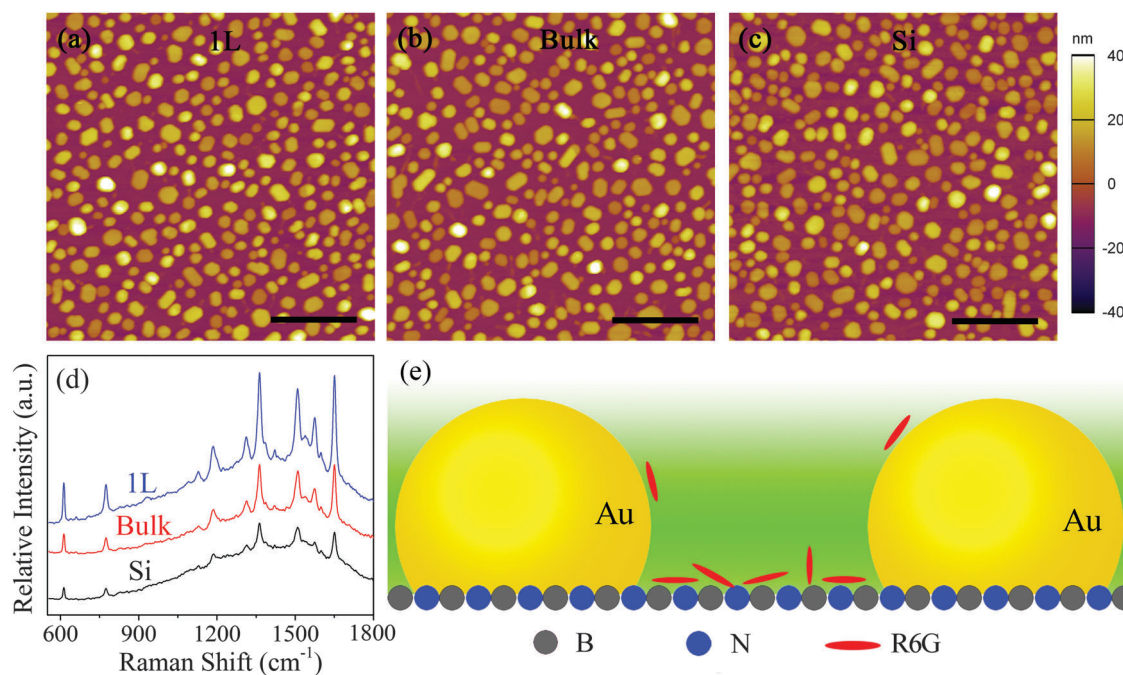 (a)
1L
(b)
Bulk
(c)
Si
nm
40
20
0
-20
-40
(d)
1L
Bulk
Si
Relative Intensity (a.u.)
600 900 1200 1500 1800
Raman Shift (cm⁻¹)
(e)
Au
Au
B N R6G